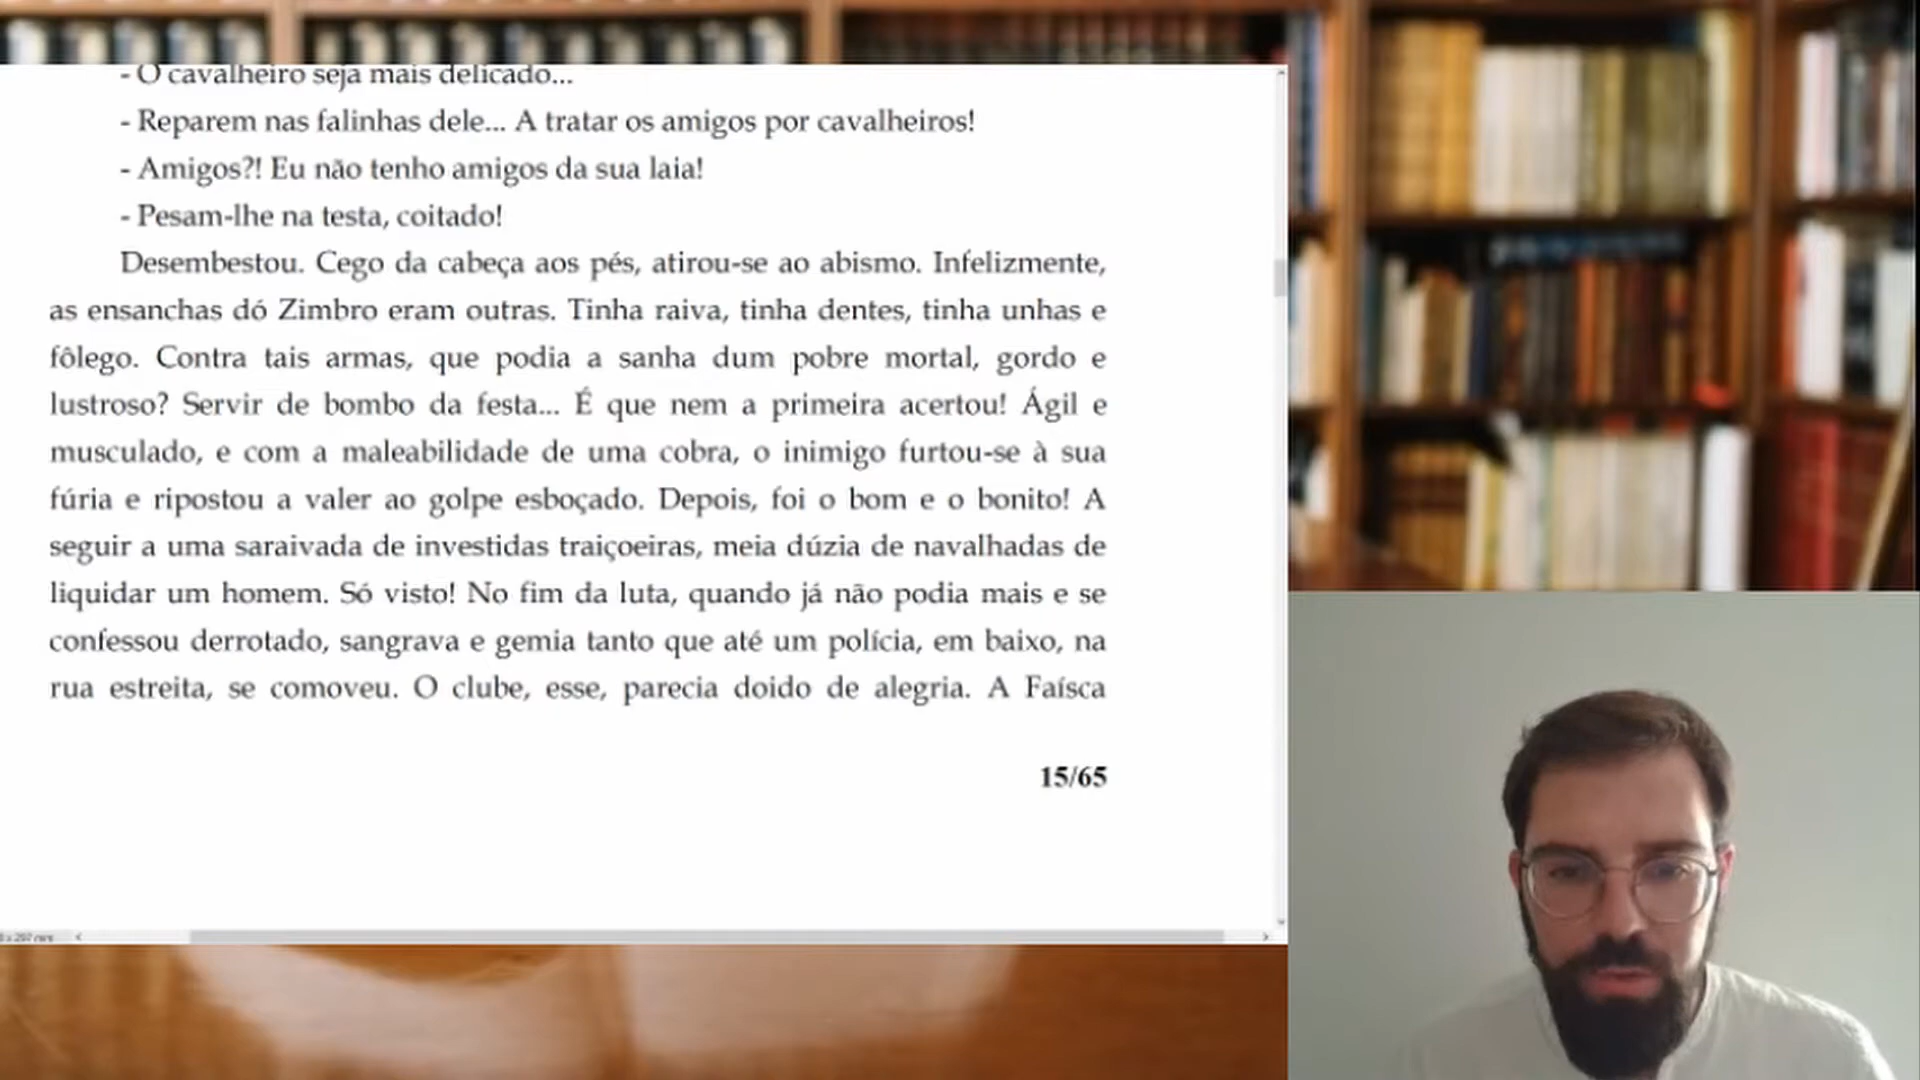 - O cavalheiro seja mais delicado...
- Reparem nas falinhas dele... A tratar os amigos por cavalheiros!
- Amigos?! Eu não tenho amigos da sua laia!
- Pesam-lhe na testa, coitado!
Desembestou. Cego da cabeça aos pés, atirou-se ao abismo. Infelizmente,
as ensanchas dó Zimbro eram outras. Tinha raiva, tinha dentes, tinha unhas e
fôlego. Contra tais armas, que podia a sanha dum pobre mortal, gordo e
lustroso? Servir de bombo da festa... É que nem a primeira acertou! Ágil e
musculado, e com a maleabilidade de uma cobra, o inimigo furtou-se à sua
fúria e ripostou a valer ao golpe esboçado. Depois, foi o bom e o bonito! A
seguir a uma saraivada de investidas traiçoeiras, meia dúzia de navalhadas de
liquidar um homem. Só visto! No fim da luta, quando já não podia mais e se
confessou derrotado, sangrava e gemia tanto que até um polícia, em baixo, na
rua estreita, se comoveu. O clube, esse, parecia doido de alegria. A Faísca
15/65